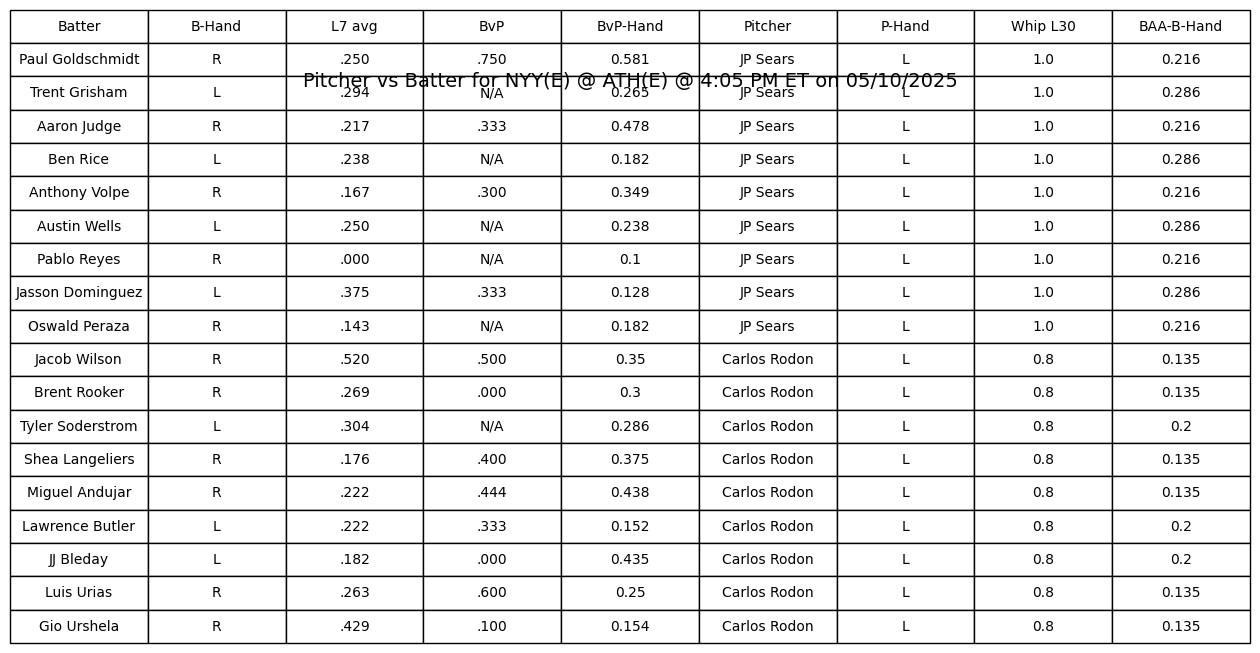 Batter B-Hand L7 avg BvP BvP-Hand Pitcher P-Hand Whip L30 BAA-B-Hand
Paul Goldschmidt R .250 .750 0.581 JP Sears L 1.0 0.216
Pitcher vs Batter for NYY(E) @ ATH(E) @ 4:05 PM ET on 05/10/2025
Trent Grisham L .294 N/A 0.265 JP Sears L 1.0 0.286
Aaron Judge R .217 .333 0.478 JP Sears L 1.0 0.216
Ben Rice L .238 N/A 0.182 JP Sears L 1.0 0.286
Anthony Volpe R .167 .300 0.349 JP Sears L 1.0 0.216
Austin Wells L .250 N/A 0.238 JP Sears L 1.0 0.286
Pablo Reyes R .000 N/A 0.1 JP Sears L 1.0 0.216
Jasson Dominguez L .375 .333 0.128 JP Sears L 1.0 0.286
Oswald Peraza R .143 N/A 0.182 JP Sears L 1.0 0.216
Jacob Wilson R .520 .500 0.35 Carlos Rodon L 0.8 0.135
Brent Rooker R .269 .000 0.3 Carlos Rodon L 0.8 0.135
Tyler Soderstrom L .304 N/A 0.286 Carlos Rodon L 0.8 0.2
Shea Langeliers R .176 .400 0.375 Carlos Rodon L 0.8 0.135
Miguel Andujar R .222 .444 0.438 Carlos Rodon L 0.8 0.135
Lawrence Butler L .222 .333 0.152 Carlos Rodon L 0.8 0.2
JJ Bleday L .182 .000 0.435 Carlos Rodon L 0.8 0.2
Luis Urias R .263 .600 0.25 Carlos Rodon L 0.8 0.135
Gio Urshela R .429 .100 0.154 Carlos Rodon L 0.8 0.135